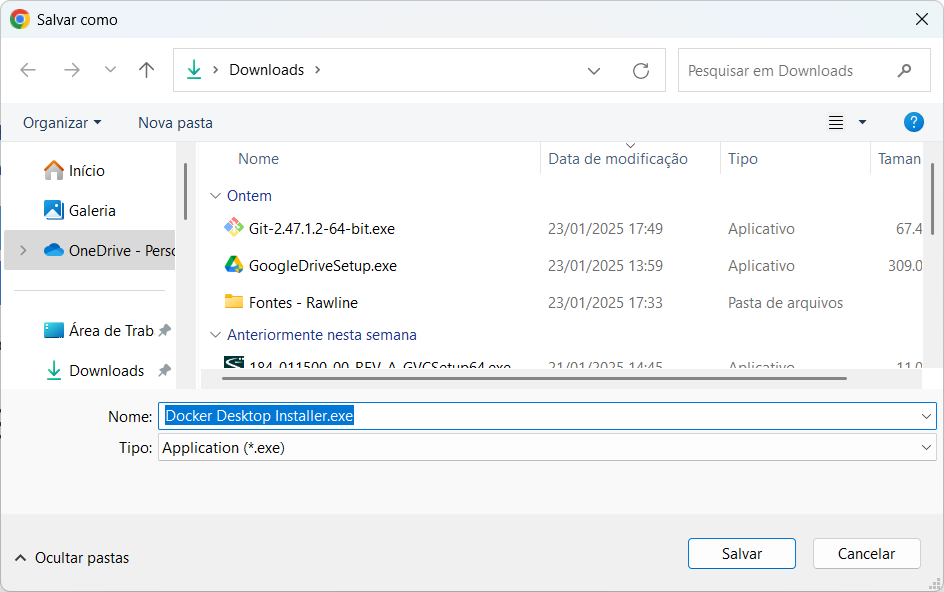 Salvar como
Downloads
Pesquisar em Downloads
Organizar
Nova pasta
?
Início
Galeria
OneDrive - Perso
Área de Trab
Downloads
Nome
Data de modificação
Tipo
Taman
Ontem
Git-2.47.1.2-64-bit.exe
23/01/2025 17:49
Aplicativo
67.4
GoogleDriveSetup.exe
23/01/2025 13:59
Aplicativo
309.0
Fontes - Rawline
23/01/2025 17:33
Pasta de arquivos
Anteriormente nesta semana
184_011500_00_REV_A_GVCSetup64.exe
21/01/2025 14:45
Aplicativo
11.0
Nome:
Docker Desktop Installer.exe
Tipo:
Application (*.exe)
Ocultar pastas
Salvar
Cancelar